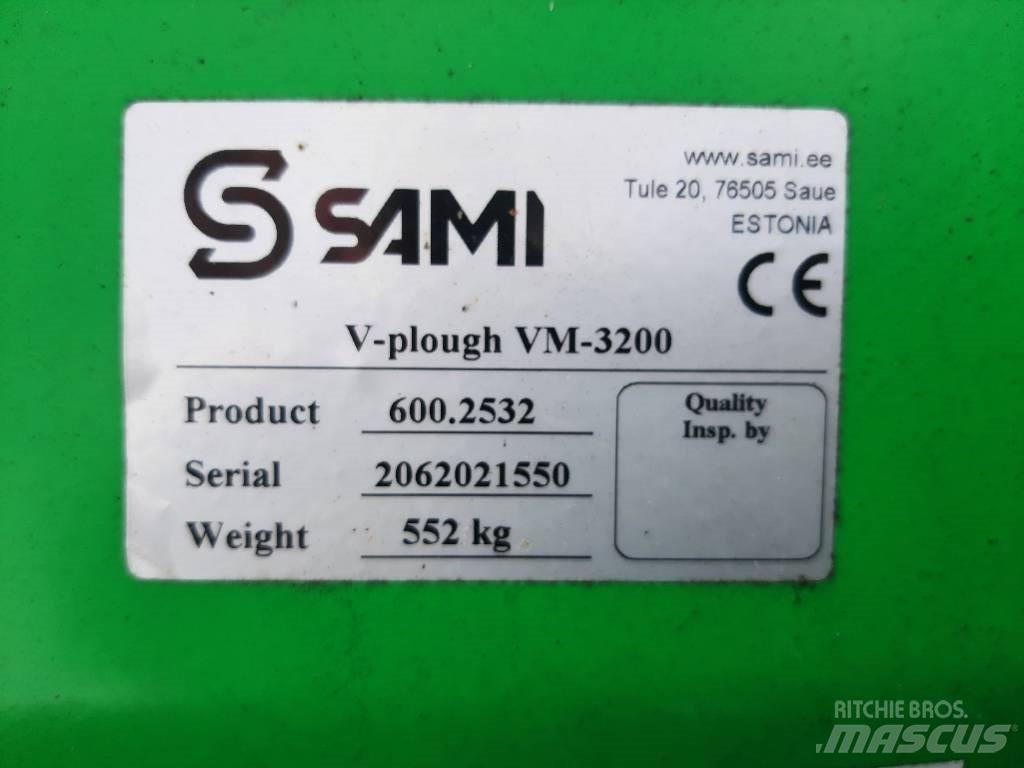 SAMI
www.sami.ee
Tule 20, 76505 Saue
ESTONIA
CE
V-plough VM-3200
Product 600.2532
Serial 2062021550
Weight 552 kg
Quality
Insp. by
RITCHIE BROS.
MASCUS